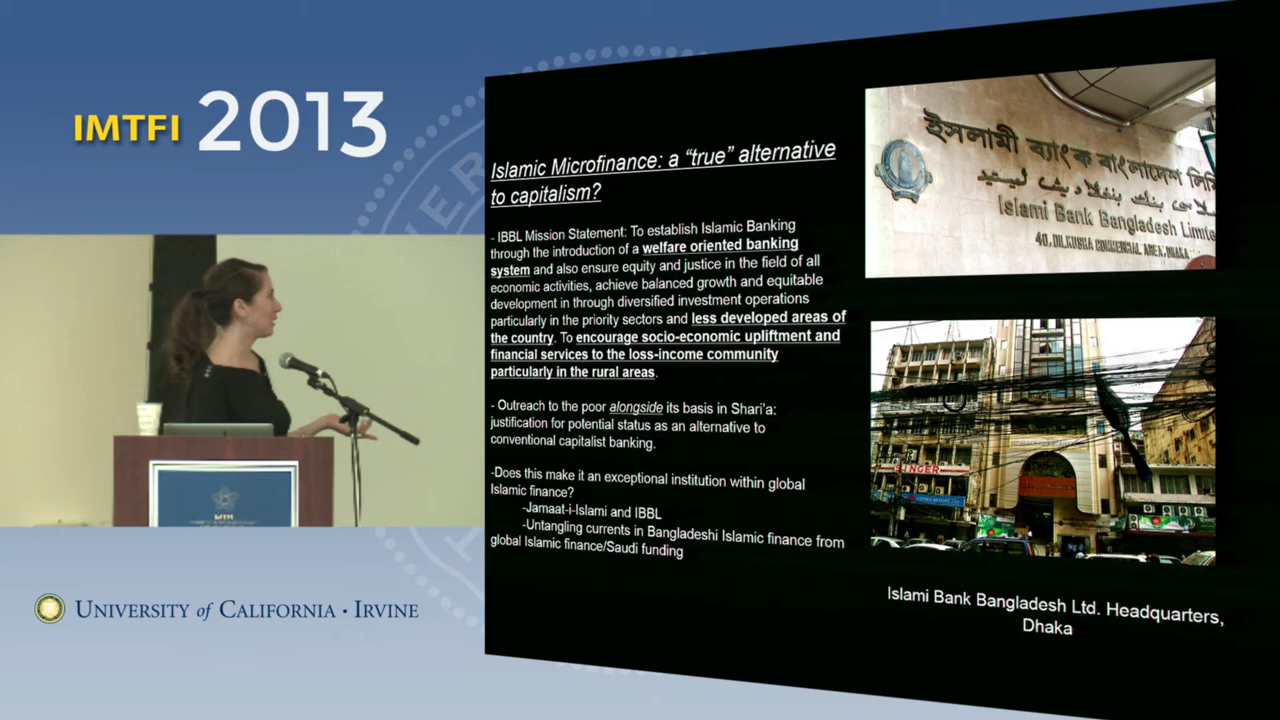 IMTFI 2013
UNIVERSITY of CALIFORNIA · IRVINE
IMTFI
Islamic Microfinance: a “true” alternative
to capitalism?
- IBBL Mission Statement: To establish Islamic Banking
through the introduction of a welfare oriented banking
system and also ensure equity and justice in the field of all
economic activities, achieve balanced growth and equitable
development in through diversified investment operations
particularly in the priority sectors and less developed areas of
the country. To encourage socio-economic upliftment and
financial services to the loss-income community
particularly in the rural areas.
- Outreach to the poor alongside its basis in Shari’a:
justification for potential status as an alternative to
conventional capitalist banking.
-Does this make it an exceptional institution within global
Islamic finance?
-Jamaat-i-Islami and IBBL
-Untangling currents in Bangladeshi Islamic finance from
global Islamic finance/Saudi funding
ইসলামী ব্যাংক বাংলাদেশ লি
Islami Bank Bangladesh Limite
40, DILKUSHA COMMERCIAL AREA, DHAKA
SINGER
Islami Bank Bangladesh Ltd. Headquarters,
Dhaka